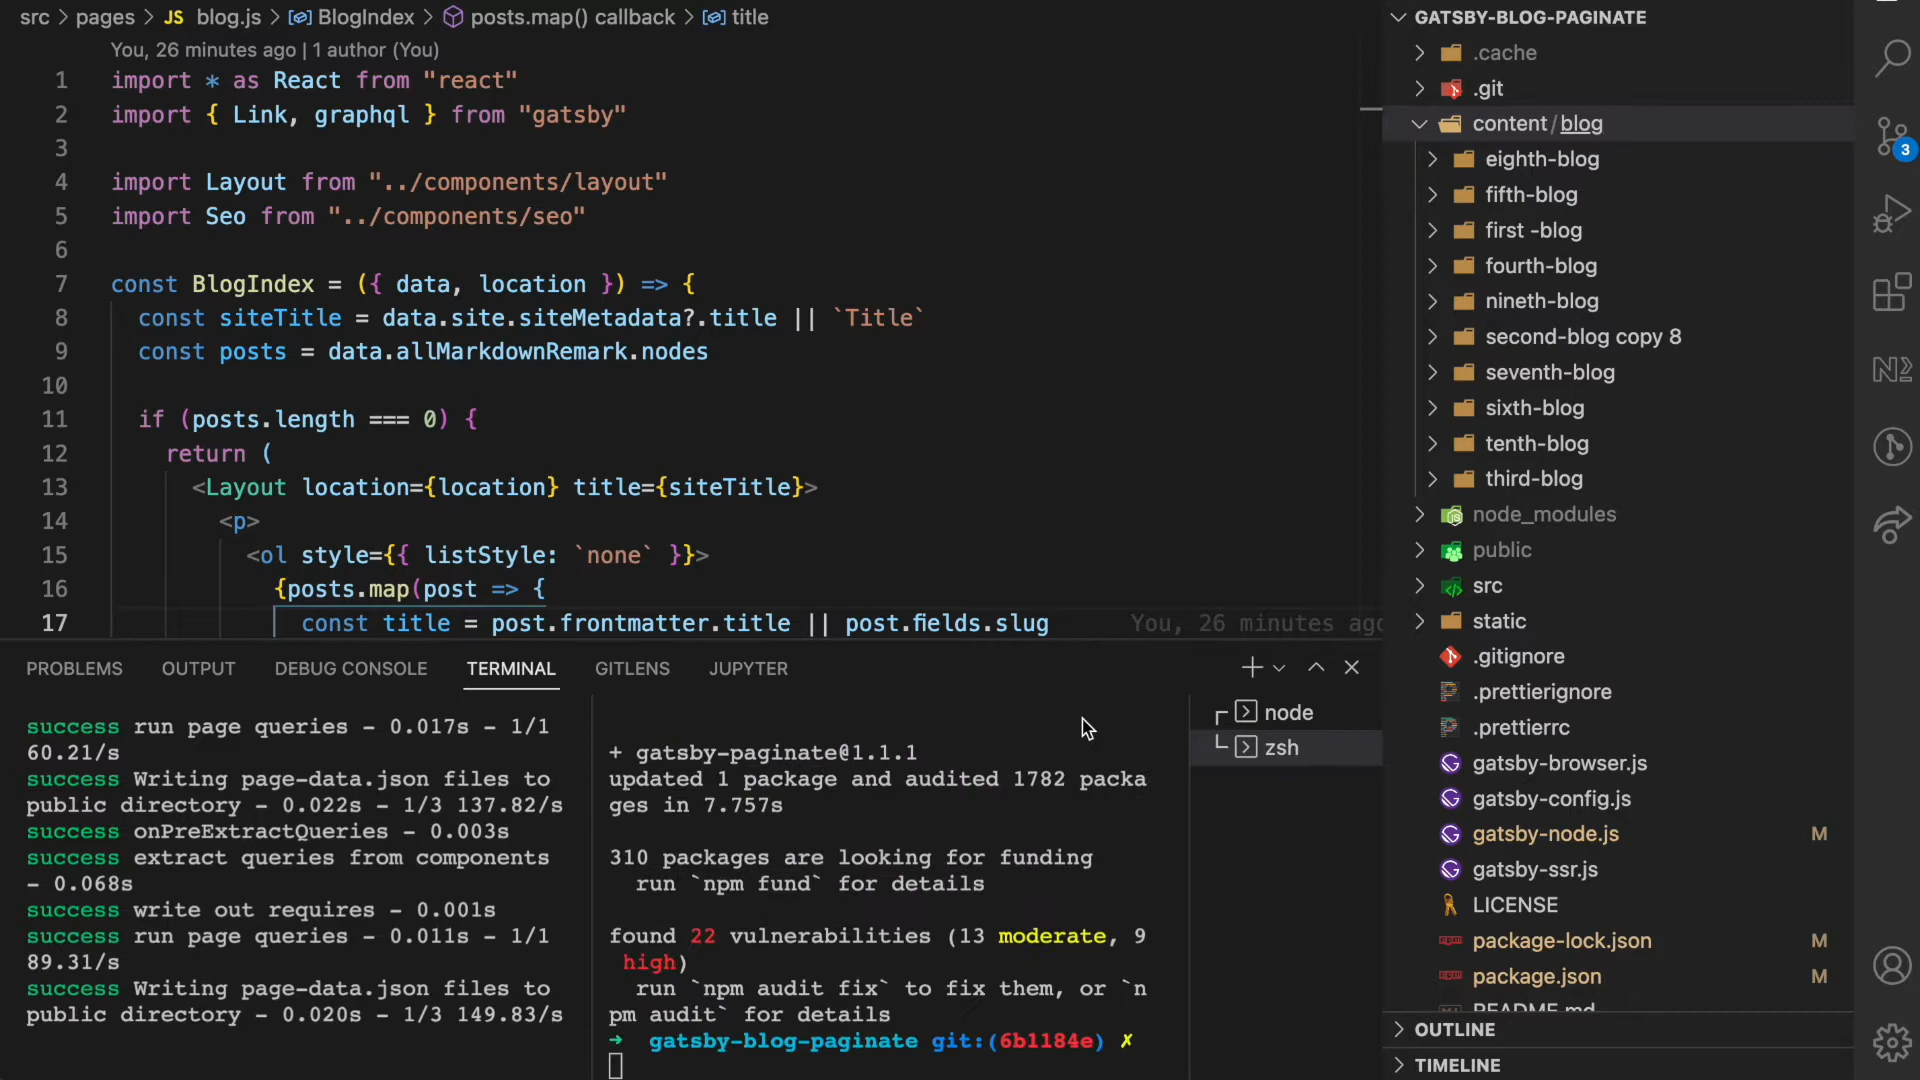 src > pages > JS blog.js > BlogIndex > posts.map() callback > title
You, 26 minutes ago | 1 author (You)
1 import * as React from "react"
2 import { Link, graphql } from "gatsby"
3
4 import Layout from "../components/layout"
5 import Seo from "../components/seo"
6
7 const BlogIndex = ({ data, location }) => {
8 const siteTitle = data.site.siteMetadata?.title || `Title`
9 const posts = data.allMarkdownRemark.nodes
10
11 if (posts.length === 0) {
12 return (
13 <Layout location={location} title={siteTitle}>
14 <p>
15 <ol style={{ listStyle: `none` }}>
16 {posts.map(post => {
17 const title = post.frontmatter.title || post.fields.slug You, 26 minutes ago
PROBLEMS OUTPUT DEBUG CONSOLE TERMINAL GITLENS JUPYTER
success run page queries - 0.017s - 1/1
60.21/s
success Writing page-data.json files to
public directory - 0.022s - 1/3 137.82/s
success onPreExtractQueries - 0.003s
success extract queries from components
- 0.068s
success write out requires - 0.001s
success run page queries - 0.011s - 1/1
89.31/s
success Writing page-data.json files to
public directory - 0.020s - 1/3 149.83/s
+ gatsby-paginate@1.1.1
updated 1 package and audited 1782 packa
ges in 7.757s
310 packages are looking for funding
run `npm fund` for details
found 22 vulnerabilities (13 moderate, 9
high)
run `npm audit fix` to fix them, or `n
pm audit` for details
➜ gatsby-blog-paginate git:(6b1184e) ✗
node
zsh
GATSBY-BLOG-PAGINATE
.cache
.git
content/blog
eighth-blog
fifth-blog
first -blog
fourth-blog
nineth-blog
second-blog copy 8
seventh-blog
sixth-blog
tenth-blog
third-blog
node_modules
public
src
static
.gitignore
.prettierignore
.prettierrc
gatsby-browser.js
gatsby-config.js
gatsby-node.js M
gatsby-ssr.js
LICENSE
package-lock.json M
package.json M
README.md
OUTLINE
TIMELINE
3